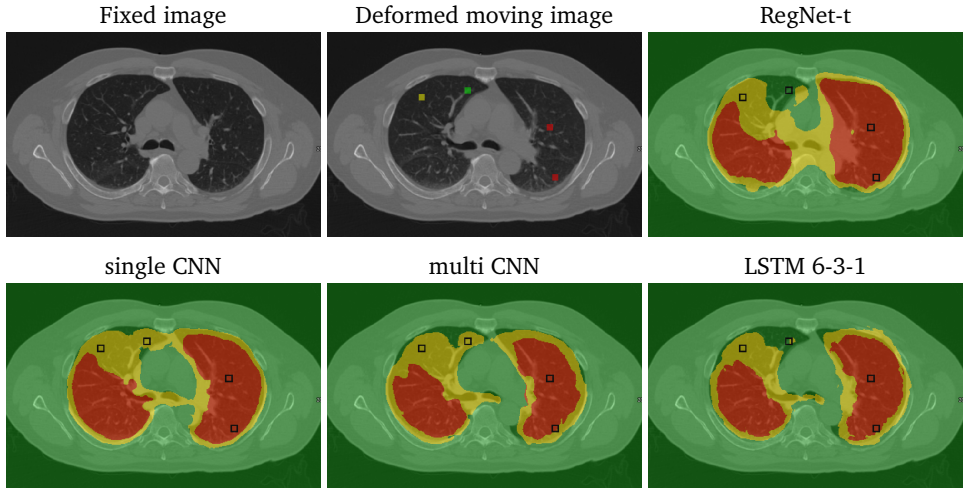 Fixed image
Deformed moving image
RegNet-t
single CNN
multi CNN
LSTM 6-3-1